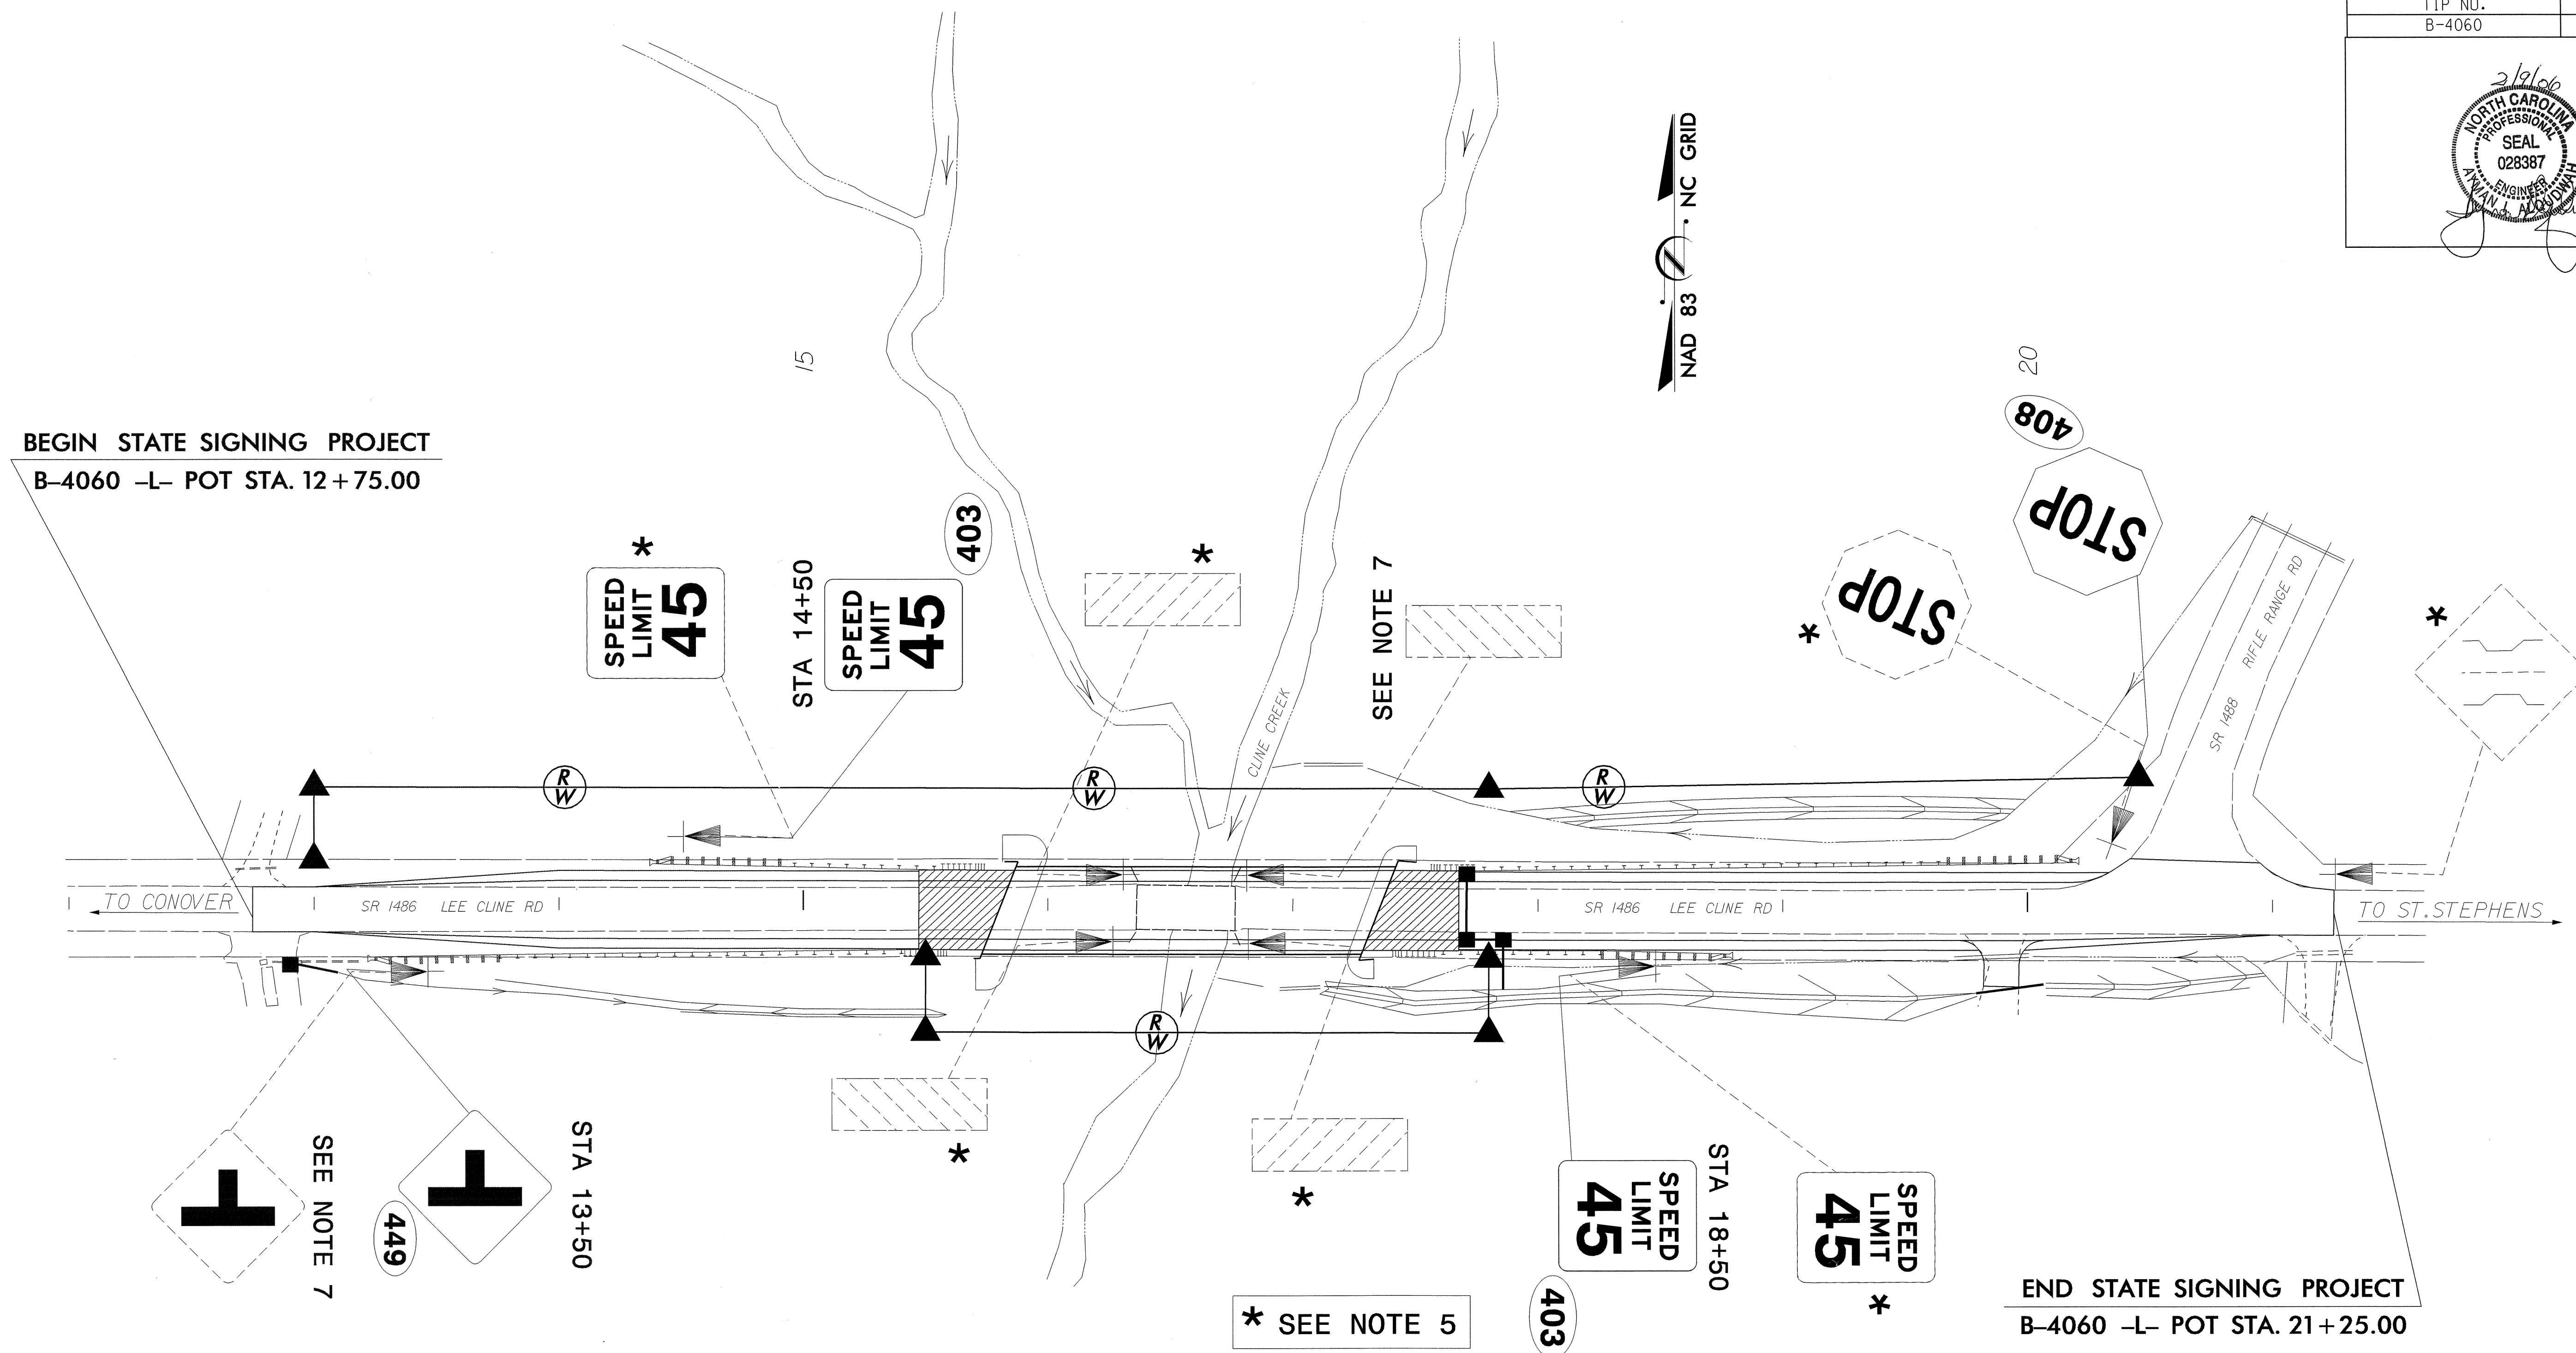 TIP NO.
B-4060
2/9/06
NORTH CAROLINA
PROFESSIONAL
SEAL
028387
ENGINEER
NAD 83 NC GRID
15
20
BEGIN STATE SIGNING PROJECT
B-4060 -L- POT STA. 12+75.00
*
SPEED
LIMIT
45
STA 14+50
SPEED
LIMIT
45
403
*
SEE NOTE 7
408
STOP
STOP
*
*
SR 1488 RIFLE RANGE RD
CLINE CREEK
R
W
R
W
R
W
TO CONOVER
SR 1486 LEE CLINE RD
SR 1486 LEE CLINE RD
TO ST.STEPHENS
R
W
SEE NOTE 7
449
STA 13+50
*
*
SPEED
LIMIT
45
STA 18+50
403
SPEED
LIMIT
45
*
* SEE NOTE 5
END STATE SIGNING PROJECT
B-4060 -L- POT STA. 21+25.00